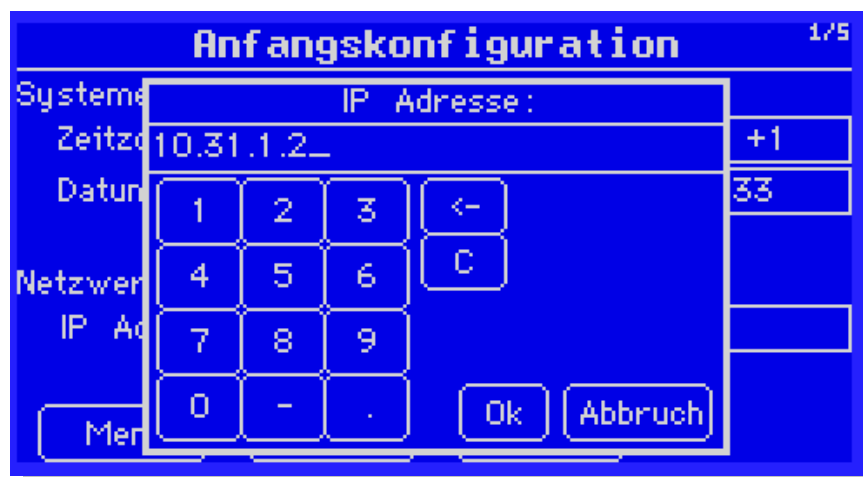 Anfangskonfiguration 1/5
IP Adresse:
10.31.1.2_
+1
33
1 2 3 <-
4 5 6 C
7 8 9
IP
0 - .
Ok Abbruch